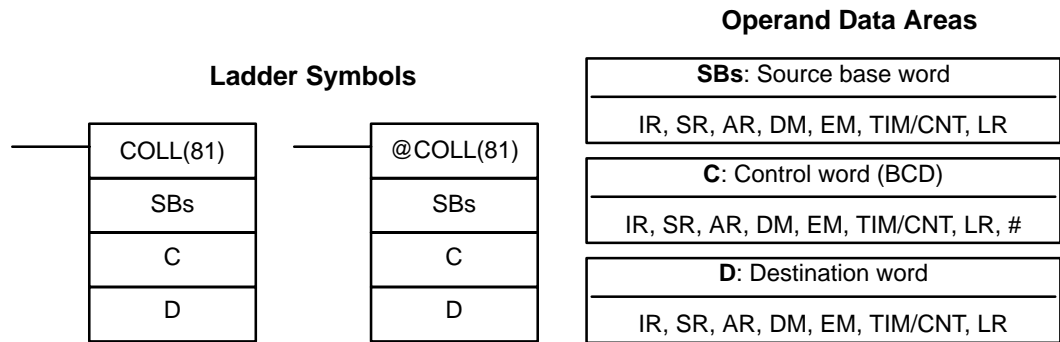 Ladder Symbols
COLL(81)
SBs
C
D
@COLL(81)
SBs
C
D
Operand Data Areas
SBs: Source base word
IR, SR, AR, DM, EM, TIM/CNT, LR
C: Control word (BCD)
IR, SR, AR, DM, EM, TIM/CNT, LR, #
D: Destination word
IR, SR, AR, DM, EM, TIM/CNT, LR